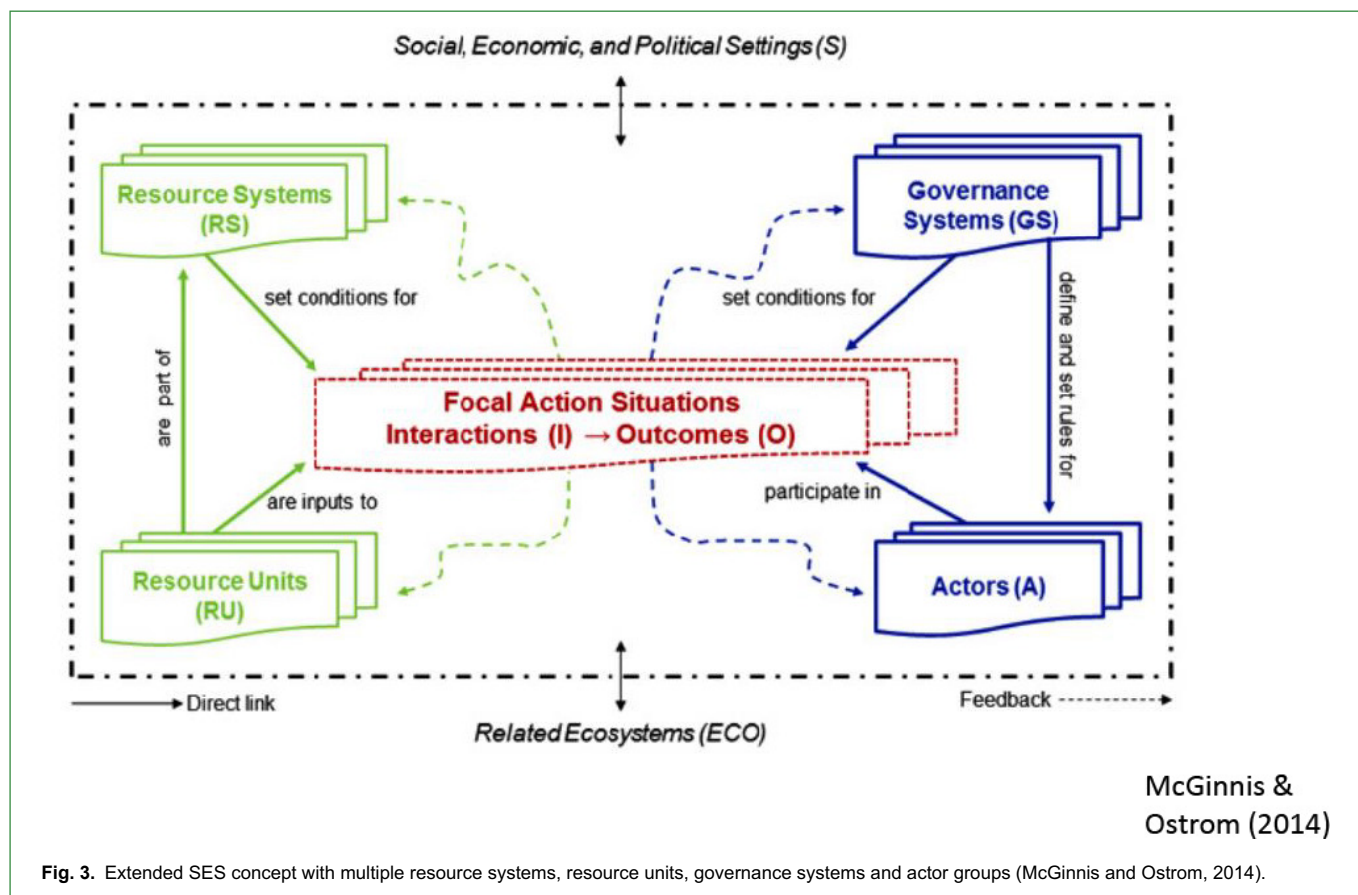 Social, Economic, and Political Settings (S)
Resource Systems
(RS)
Governance
Systems (GS)
set conditions for
set conditions for
are part of
define and set rules for
Focal Action Situations
Interactions (I) → Outcomes (O)
are inputs to
participate in
Resource Units
(RU)
Actors (A)
Direct link
Feedback
Related Ecosystems (ECO)
McGinnis &
Ostrom (2014)
Fig. 3. Extended SES concept with multiple resource systems, resource units, governance systems and actor groups (McGinnis and Ostrom, 2014).